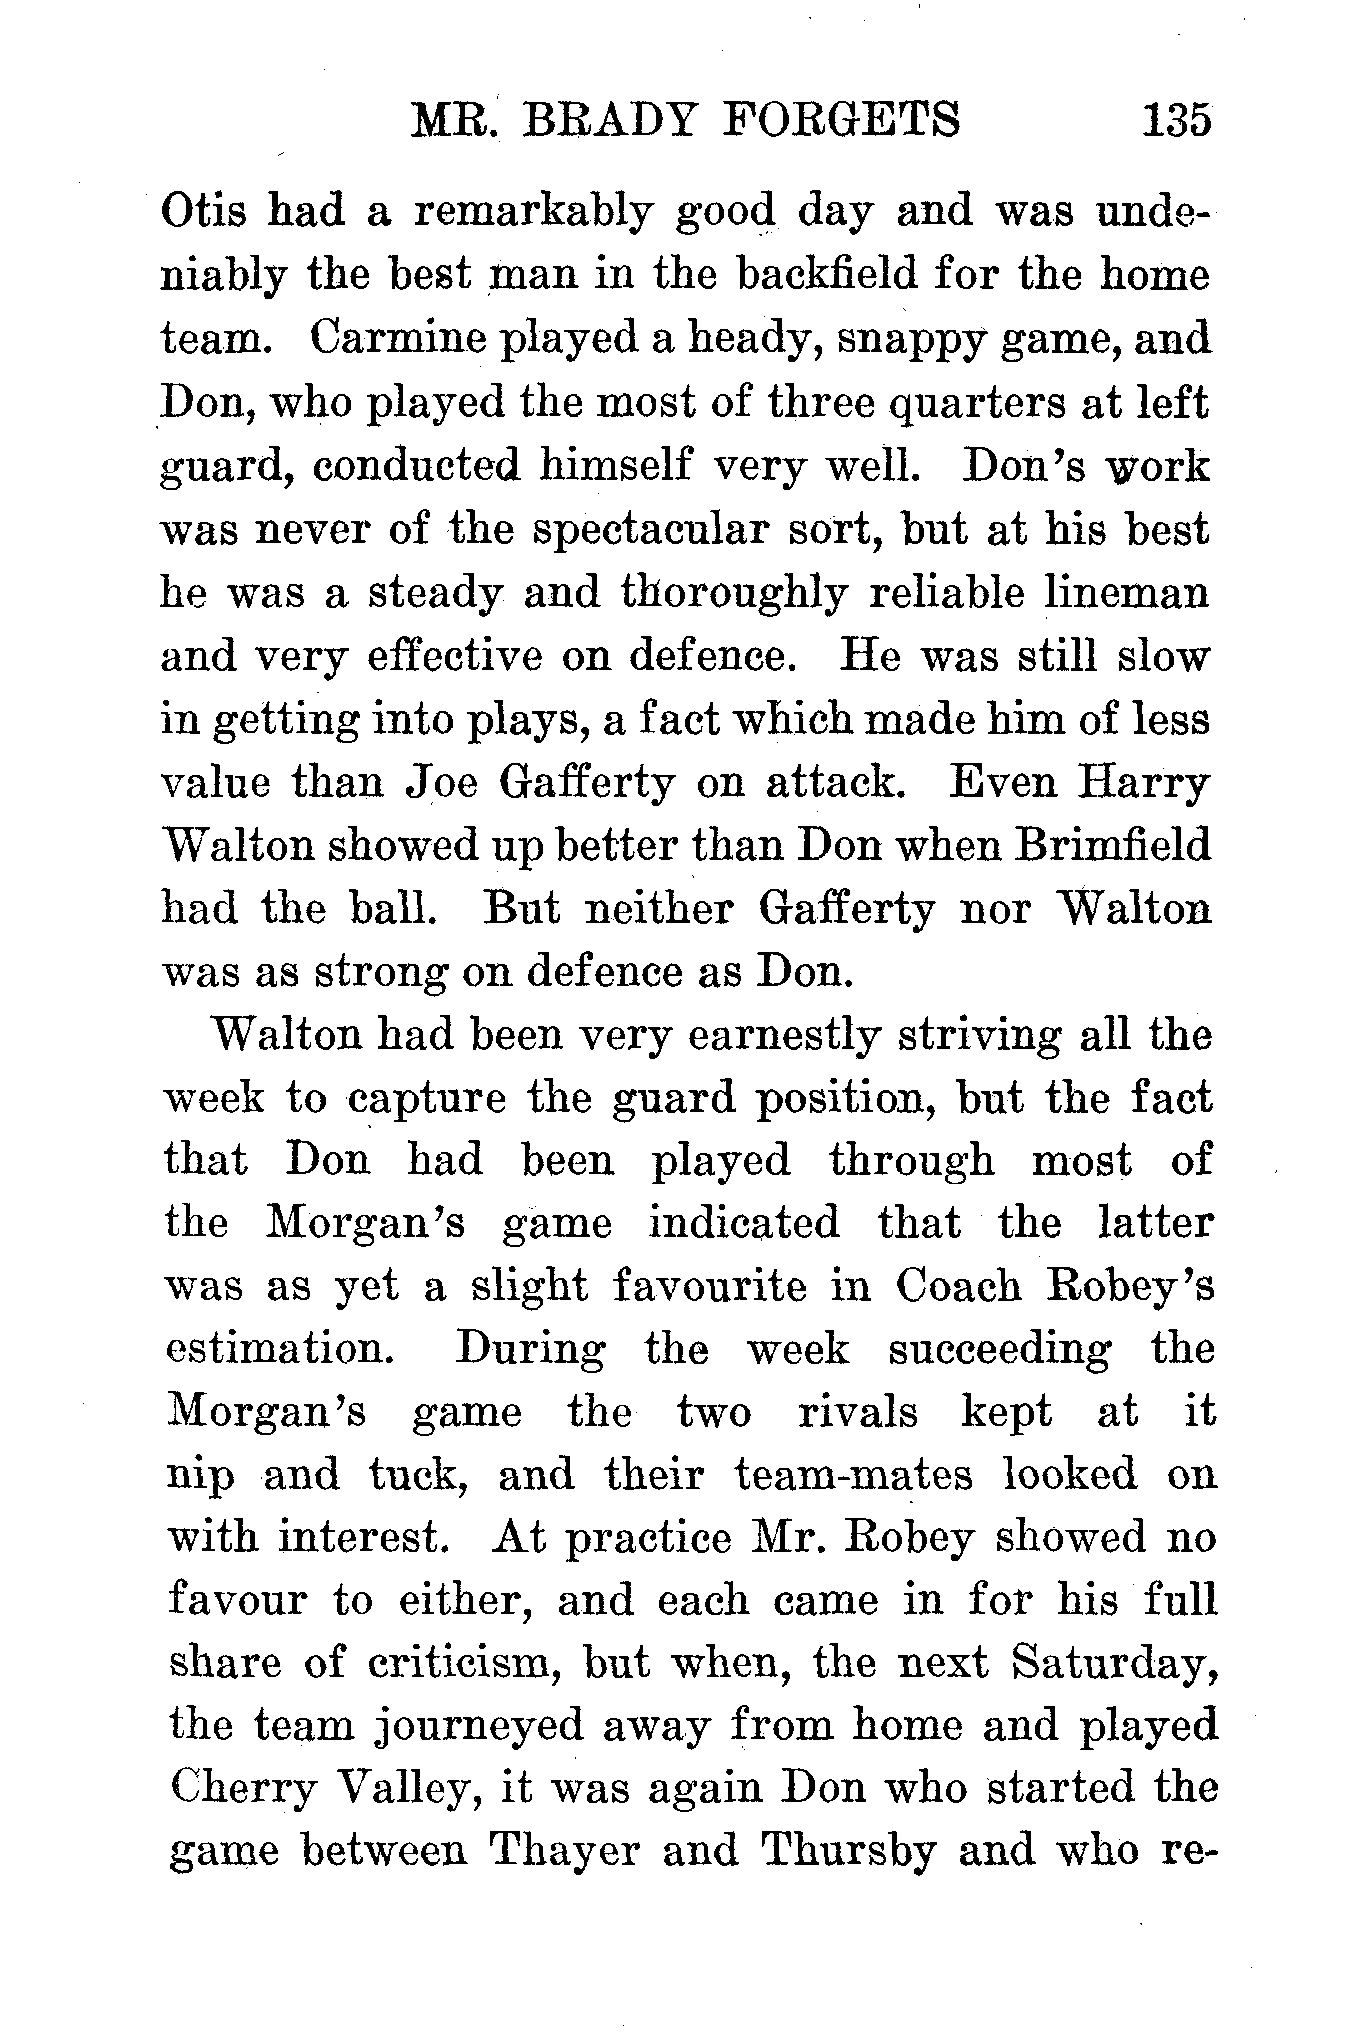 MR. BRADY FORGETS 135
Otis had a remarkably good day and was unde-
niably the best man in the backfield for the home
team. Carmine played a heady, snappy game, and
Don, who played the most of three quarters at left
guard, conducted himself very well. Don's work
was never of the spectacular sort, but at his best
he was a steady and thoroughly reliable lineman
and very effective on defence. He was still slow
in getting into plays, a fact which made him of less
value than Joe Gafferty on attack. Even Harry
Walton showed up better than Don when Brimfield
had the ball. But neither Gafferty nor Walton
was as strong on defence as Don.
Walton had been very earnestly striving all the
week to capture the guard position, but the fact
that Don had been played through most of
the Morgan's game indicated that the latter
was as yet a slight favourite in Coach Robey's
estimation. During the week succeeding the
Morgan's game the two rivals kept at it
nip and tuck, and their team-mates looked on
with interest. At practice Mr. Robey showed no
favour to either, and each came in for his full
share of criticism, but when, the next Saturday,
the team journeyed away from home and played
Cherry Valley, it was again Don who started the
game between Thayer and Thursby and who re-